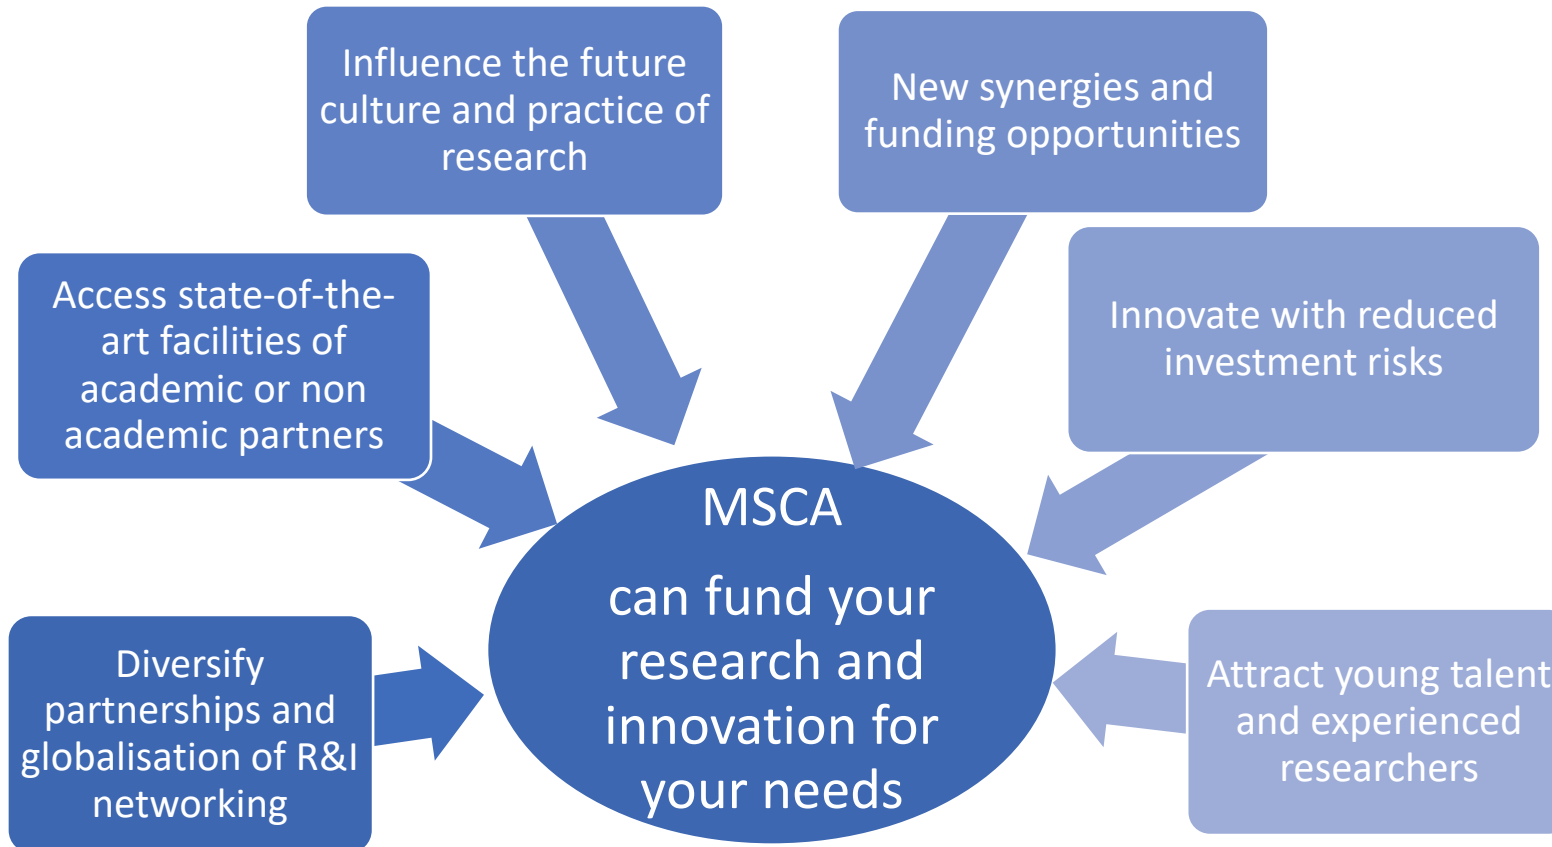 Influence the future
culture and practice of
research
New synergies and
funding opportunities
Access state-of-the-
art facilities of
academic or non
academic partners
Innovate with reduced
investment risks
MSCA
can fund your
research and
innovation for
your needs
Diversify
partnerships and
globalisation of R&I
networking
Attract young talent
and experienced
researchers